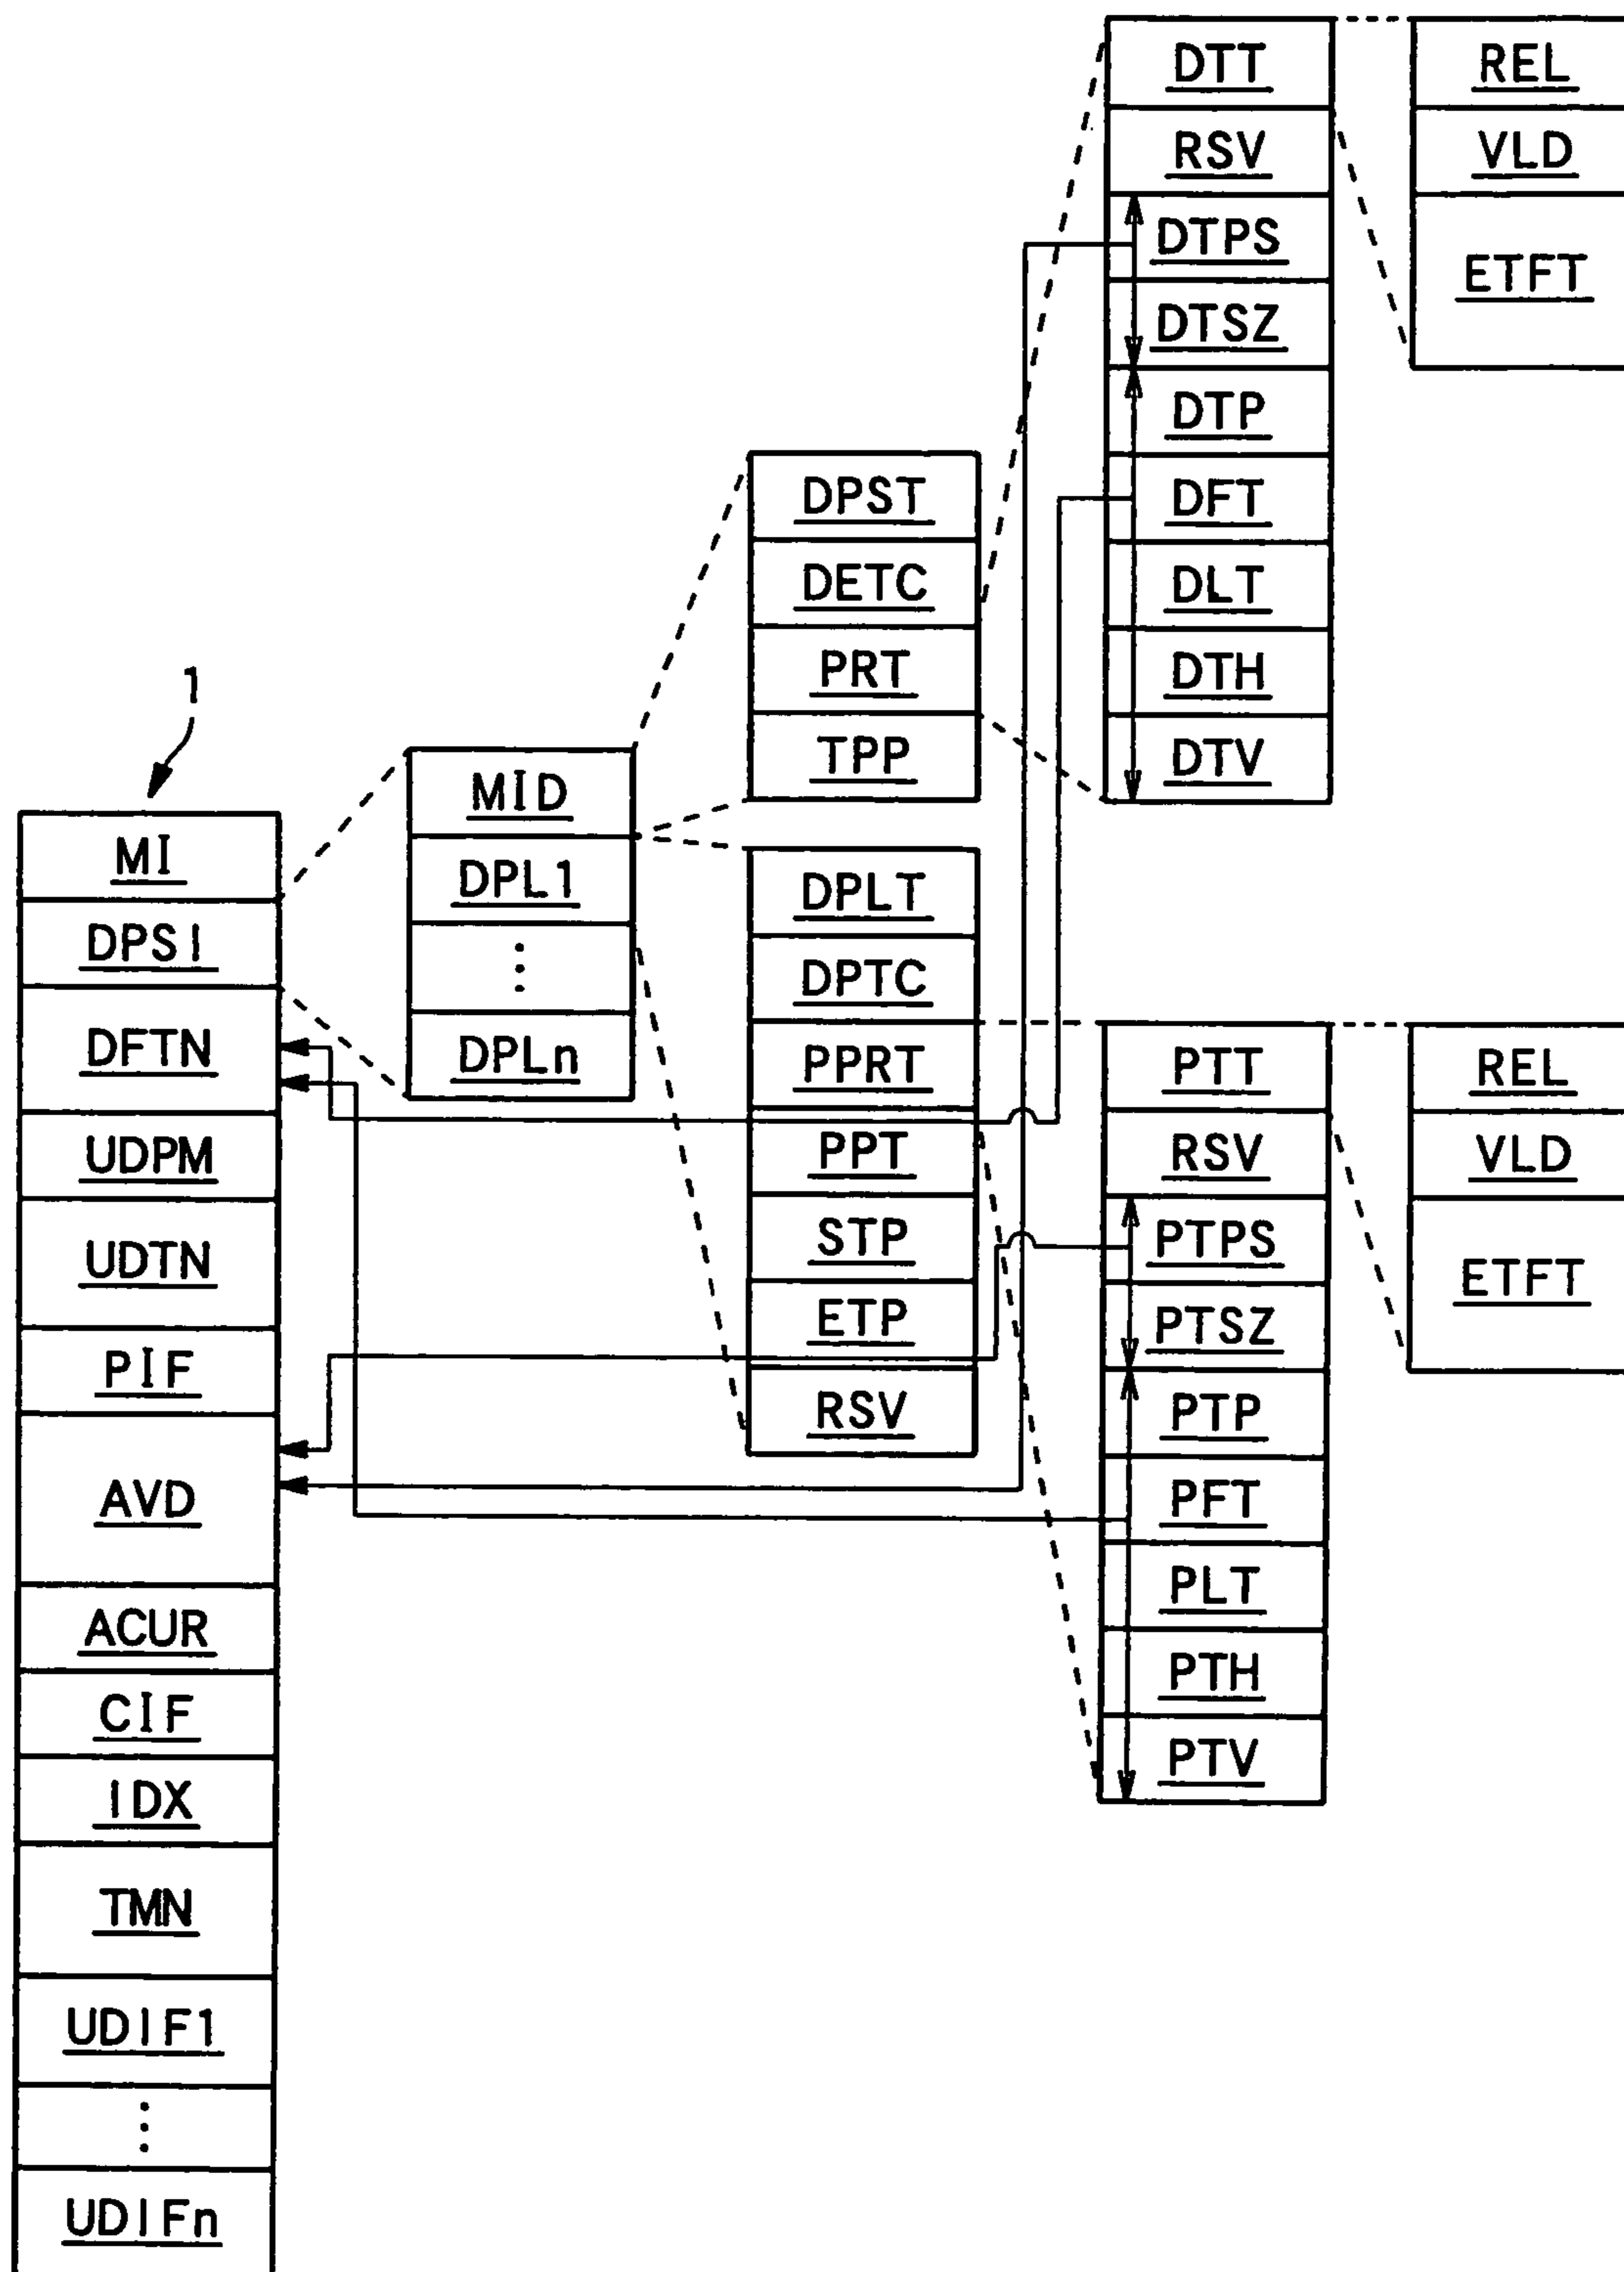 1
MI
DPSI
DFTN
UDPM
UDTN
PIF
AVD
ACUR
CIF
IDX
TMN
UDIF1
⋮
UDIFn
MID
DPL1
⋮
DPLn
DPST
DETC
PRT
TPP
DPLT
DPTC
PPRT
PPT
STP
ETP
RSV
DTT
RSV
DTPS
DTSZ
DTP
DFT
DLT
DTH
DTV
REL
VLD
ETFT
PTT
RSV
PTPS
PTSZ
PTP
PFT
PLT
PTH
PTV
REL
VLD
ETFT